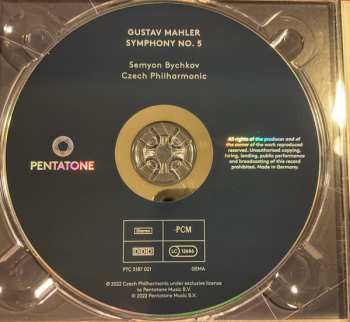 GUSTAV MAHLER
SYMPHONY NO. 5
Semyon Bychkov
Czech Philharmonic
PENTATONE
All rights of the producer and of
the owner of the work reproduced
reserved. Unauthorised copying,
hiring, lending, public performance
and broadcasting of this record
prohibited. Made in Germany.
Stereo
PCM
DDD
LC 12686
PTC 5187 021
GEMA
℗ 2022 Czech Philharmonic under exclusive license
to Pentatone Music B.V.
© 2022 Pentatone Music B.V.